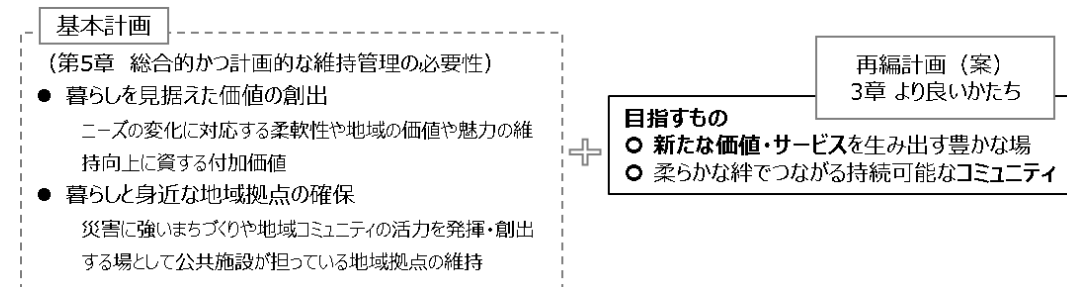 基本計画
（第5章 総合的かつ計画的な維持管理の必要性）
● 暮らしを見据えた価値の創出
ニーズの変化に対応する柔軟性や地域の価値や魅力の維
持向上に資する付加価値
● 暮らしと身近な地域拠点の確保
災害に強いまちづくりや地域コミュニティの活力を発揮・創出
する場として公共施設が担っている地域拠点の維持
再編計画（案）
3章 より良いかたち
目指すもの
○ 新たな価値・サービスを生み出す豊かな場
○ 柔らかな絆でつながる持続可能なコミュニティ